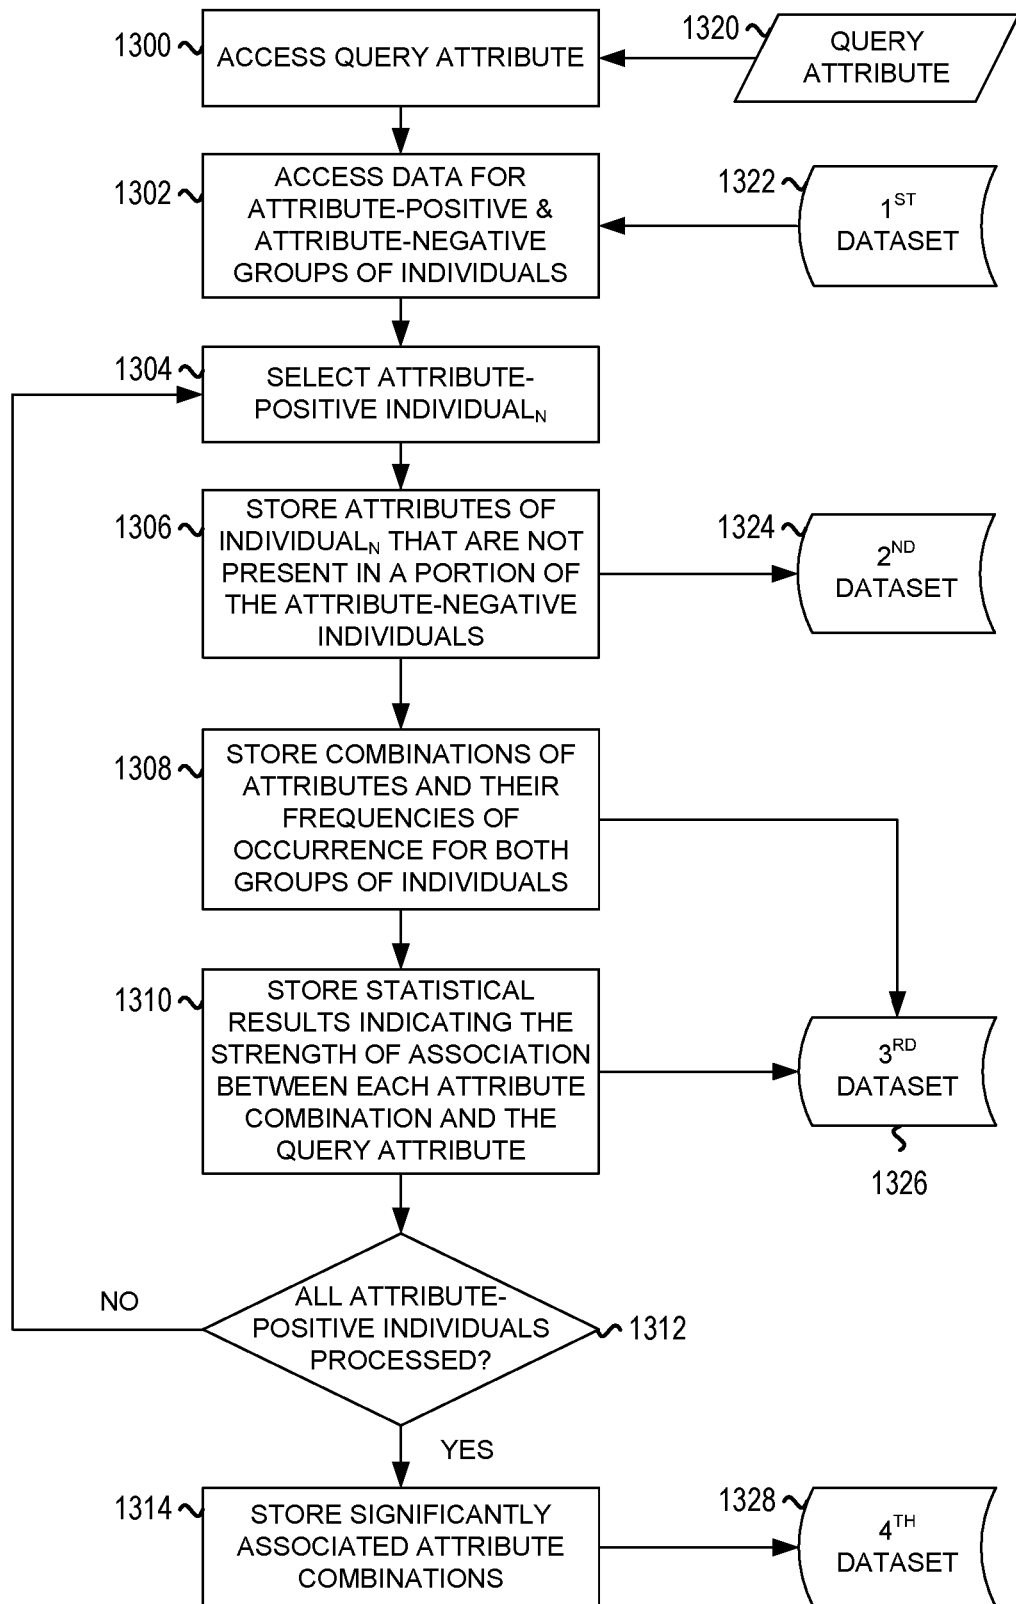 1300
ACCESS QUERY ATTRIBUTE
1320
QUERY
ATTRIBUTE
1302
ACCESS DATA FOR
ATTRIBUTE-POSITIVE &
ATTRIBUTE-NEGATIVE
GROUPS OF INDIVIDUALS
1322
1ST
DATASET
1304
SELECT ATTRIBUTE-
POSITIVE INDIVIDUALN
1306
STORE ATTRIBUTES OF
INDIVIDUALN THAT ARE NOT
PRESENT IN A PORTION OF
THE ATTRIBUTE-NEGATIVE
INDIVIDUALS
1324
2ND
DATASET
1308
STORE COMBINATIONS OF
ATTRIBUTES AND THEIR
FREQUENCIES OF
OCCURRENCE FOR BOTH
GROUPS OF INDIVIDUALS
1310
STORE STATISTICAL
RESULTS INDICATING THE
STRENGTH OF ASSOCIATION
BETWEEN EACH ATTRIBUTE
COMBINATION AND THE
QUERY ATTRIBUTE
3RD
DATASET
1326
NO
ALL ATTRIBUTE-
POSITIVE INDIVIDUALS
PROCESSED?
1312
YES
1314
STORE SIGNIFICANTLY
ASSOCIATED ATTRIBUTE
COMBINATIONS
1328
4TH
DATASET